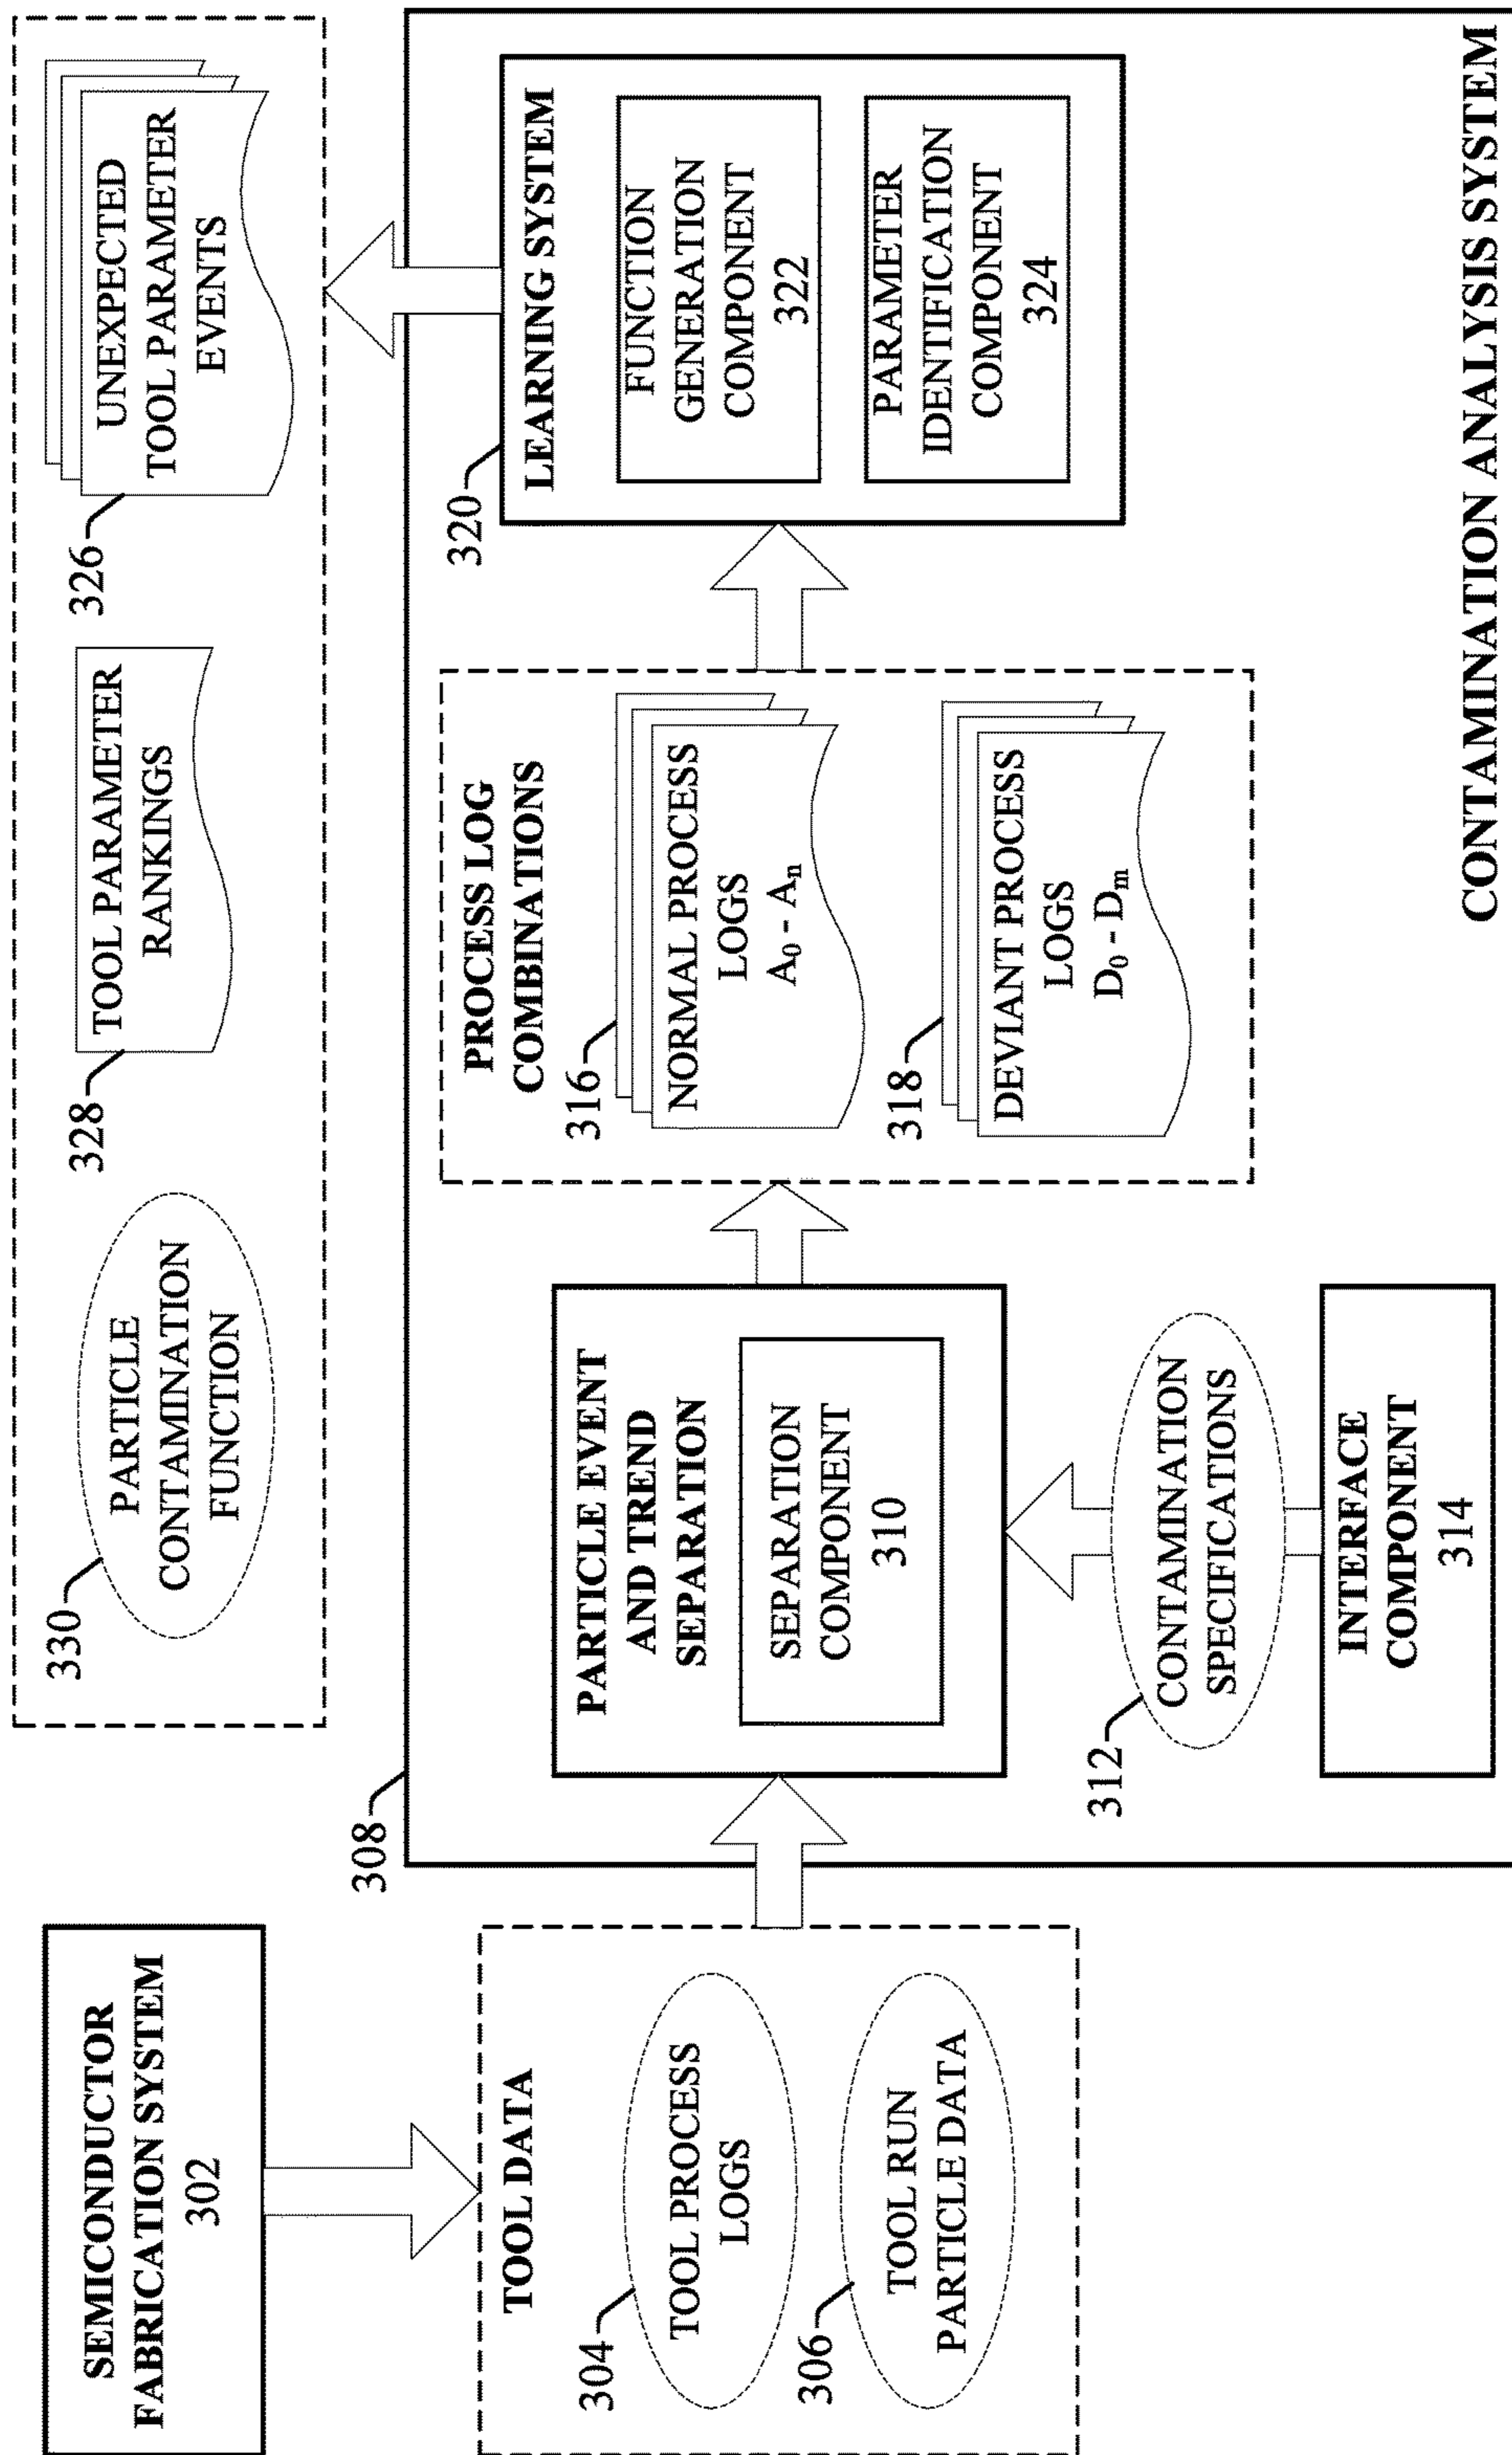 SEMICONDUCTOR
FABRICATION SYSTEM
302
TOOL DATA
304
TOOL PROCESS
LOGS
306
TOOL RUN
PARTICLE DATA
330
PARTICLE
CONTAMINATION
FUNCTION
328
TOOL PARAMETER
RANKINGS
326
UNEXPECTED
TOOL PARAMETER
EVENTS
308
PARTICLE EVENT
AND TREND
SEPARATION
SEPARATION
COMPONENT
310
312
CONTAMINATION
SPECIFICATIONS
INTERFACE
COMPONENT
314
PROCESS LOG
COMBINATIONS
316
NORMAL PROCESS
LOGS
A₀ - Aₙ
318
DEVIANT PROCESS
LOGS
D₀ - Dₘ
320
LEARNING SYSTEM
FUNCTION
GENERATION
COMPONENT
322
PARAMETER
IDENTIFICATION
COMPONENT
324
CONTAMINATION ANALYSIS SYSTEM